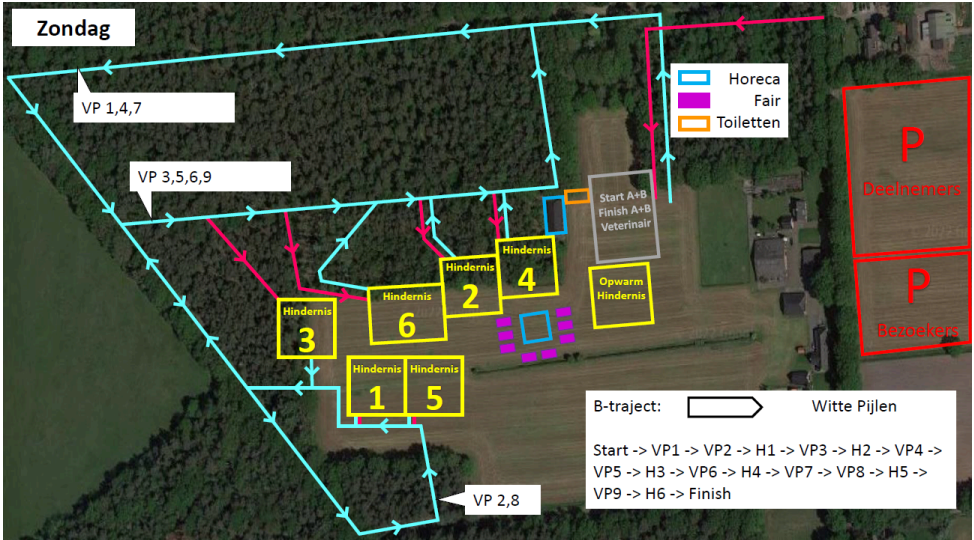 Zondag
Horeca
Fair
Toiletten
VP 1,4,7
P
Deelnemers
VP 3,5,6,9
Start A+B
Finish A+B
Veterinair
Hindernis
4
Hindernis
2
Opwarm
Hindernis
P
Bezoekers
Hindernis
6
Hindernis
3
Hindernis
1
Hindernis
5
B-traject:
Witte Pijlen
Start -> VP1 -> VP2 -> H1 -> VP3 -> H2 -> VP4 ->
VP5 -> H3 -> VP6 -> H4 -> VP7 -> VP8 -> H5 ->
VP9 -> H6 -> Finish
VP 2,8